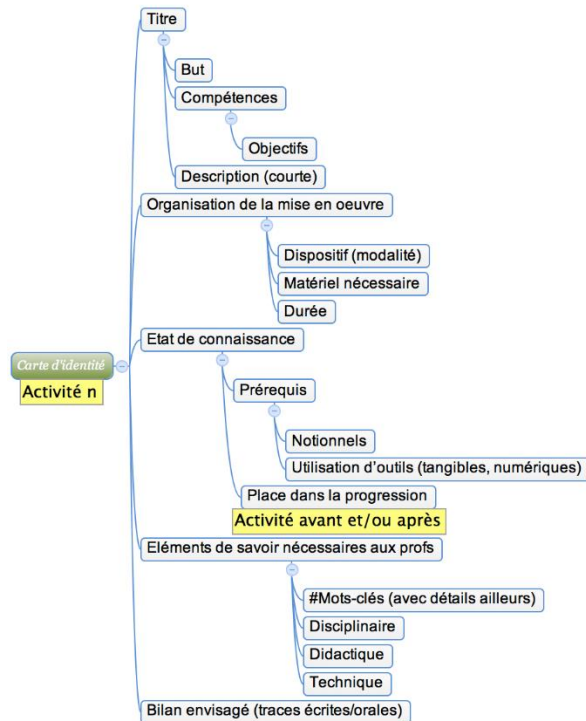 Titre
But
Compétences
Objectifs
Description (courte)
Organisation de la mise en oeuvre
Dispositif (modalité)
Matériel nécessaire
Durée
Etat de connaissance
Carte d'identité
Activité n
Prérequis
Notionnels
Utilisation d'outils (tangibles, numériques)
Place dans la progression
Activité avant et/ou après
Eléments de savoir nécessaires aux profs
#Mots-clés (avec détails ailleurs)
Disciplinaire
Didactique
Technique
Bilan envisagé (traces écrites/orales)